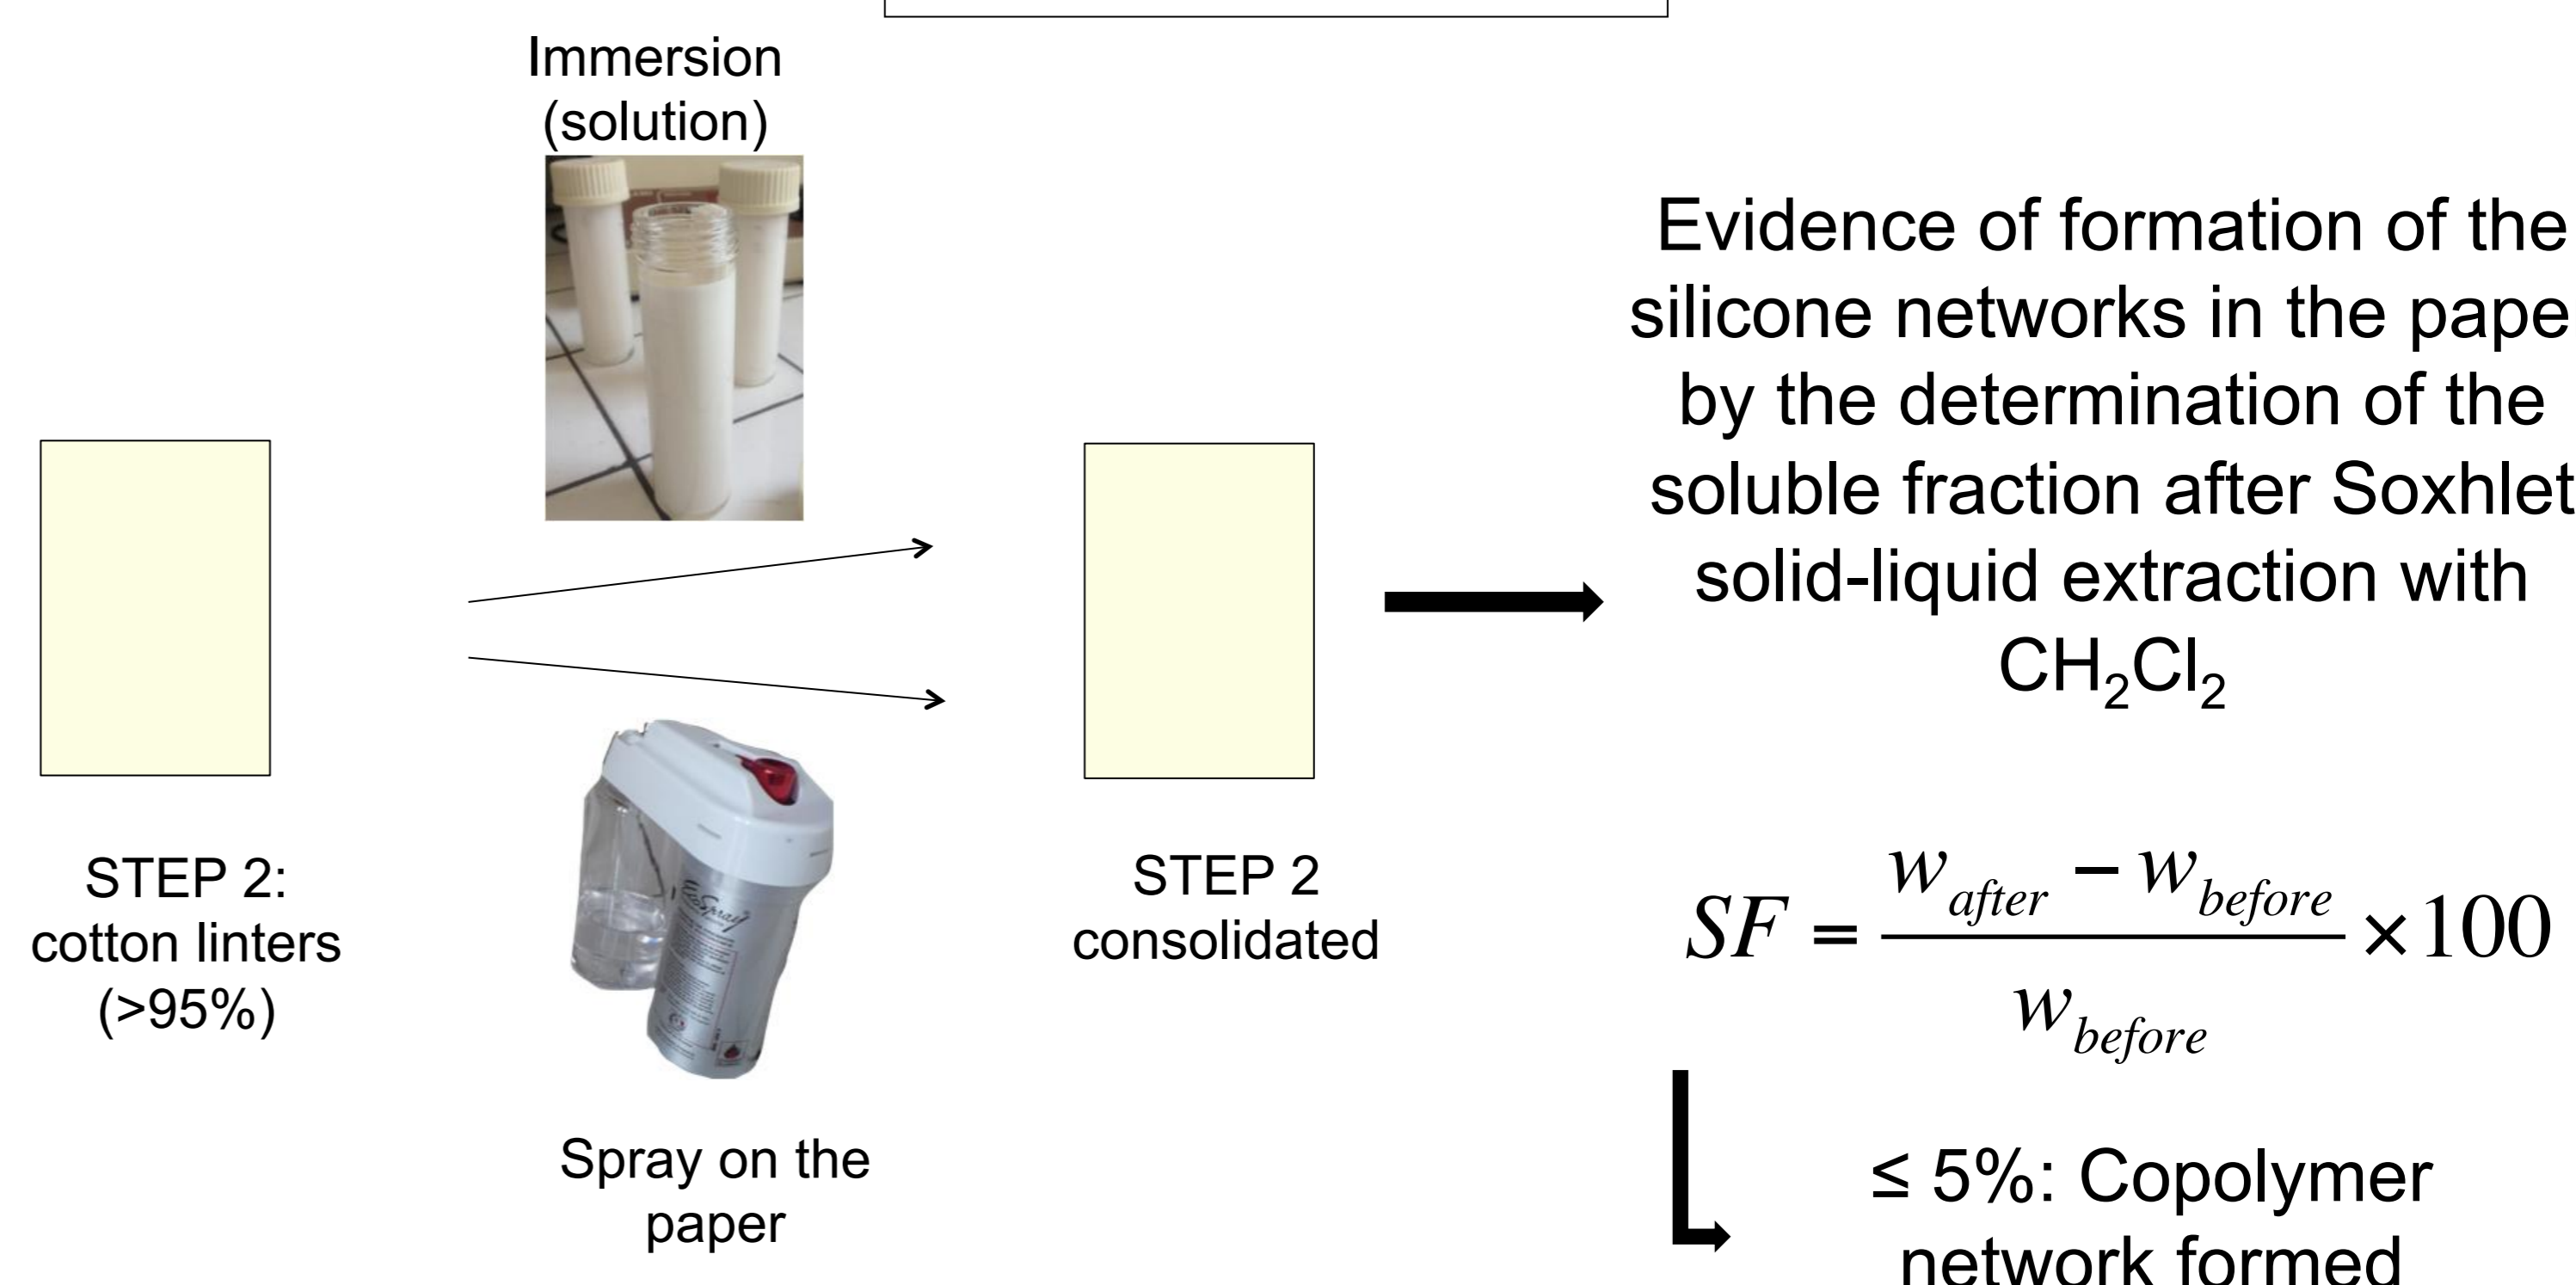 Immersion
(solution)
Evidence of formation of the
silicone networks in the pape
by the determination of the
soluble fraction after Soxhlet
solid-liquid extraction with
CH₂Cl₂
STEP 2:
cotton linters
(>95%)
EcoSpray
Spray on the
paper
STEP 2
consolidated
SF = (w_after − w_before) / w_before ×100
≤ 5%: Copolymer
network formed